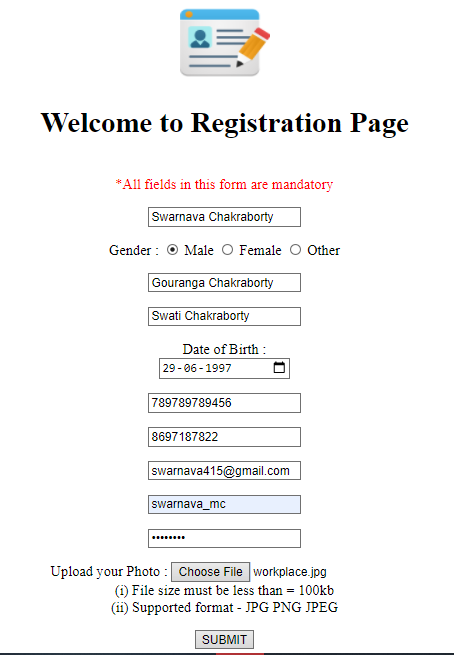 Welcome to Registration Page
*All fields in this form are mandatory
Swarnava Chakraborty
Gender : Male Female Other
Gouranga Chakraborty
Swati Chakraborty
Date of Birth :
29-06-1997
789789789456
8697187822
swarnava415@gmail.com
swarnava_mc
••••••••
Upload your Photo : Choose File workplace.jpg
(i) File size must be less than = 100kb
(ii) Supported format - JPG PNG JPEG
SUBMIT